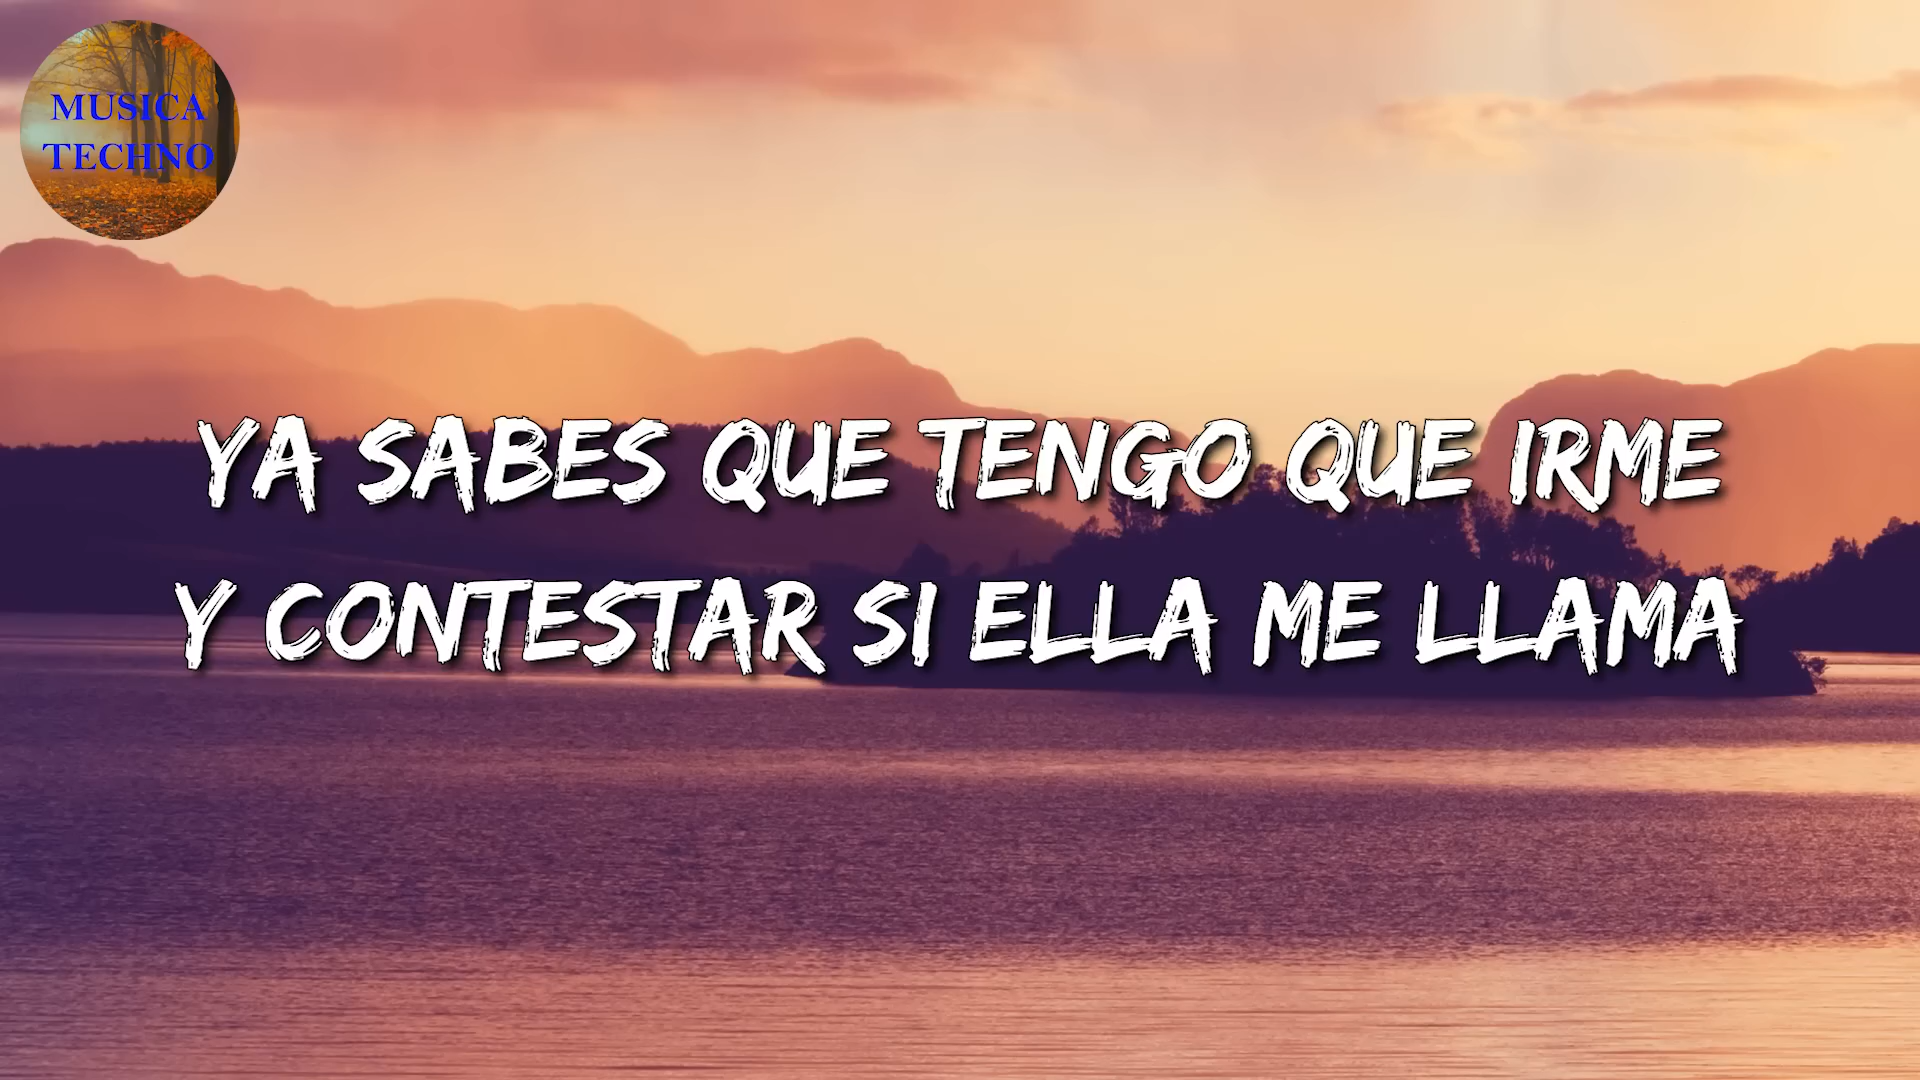 MUSICA
TECHNO
YA SABES QUE TENGO QUE IRME
Y CONTESTAR SI ELLA ME LLAMA